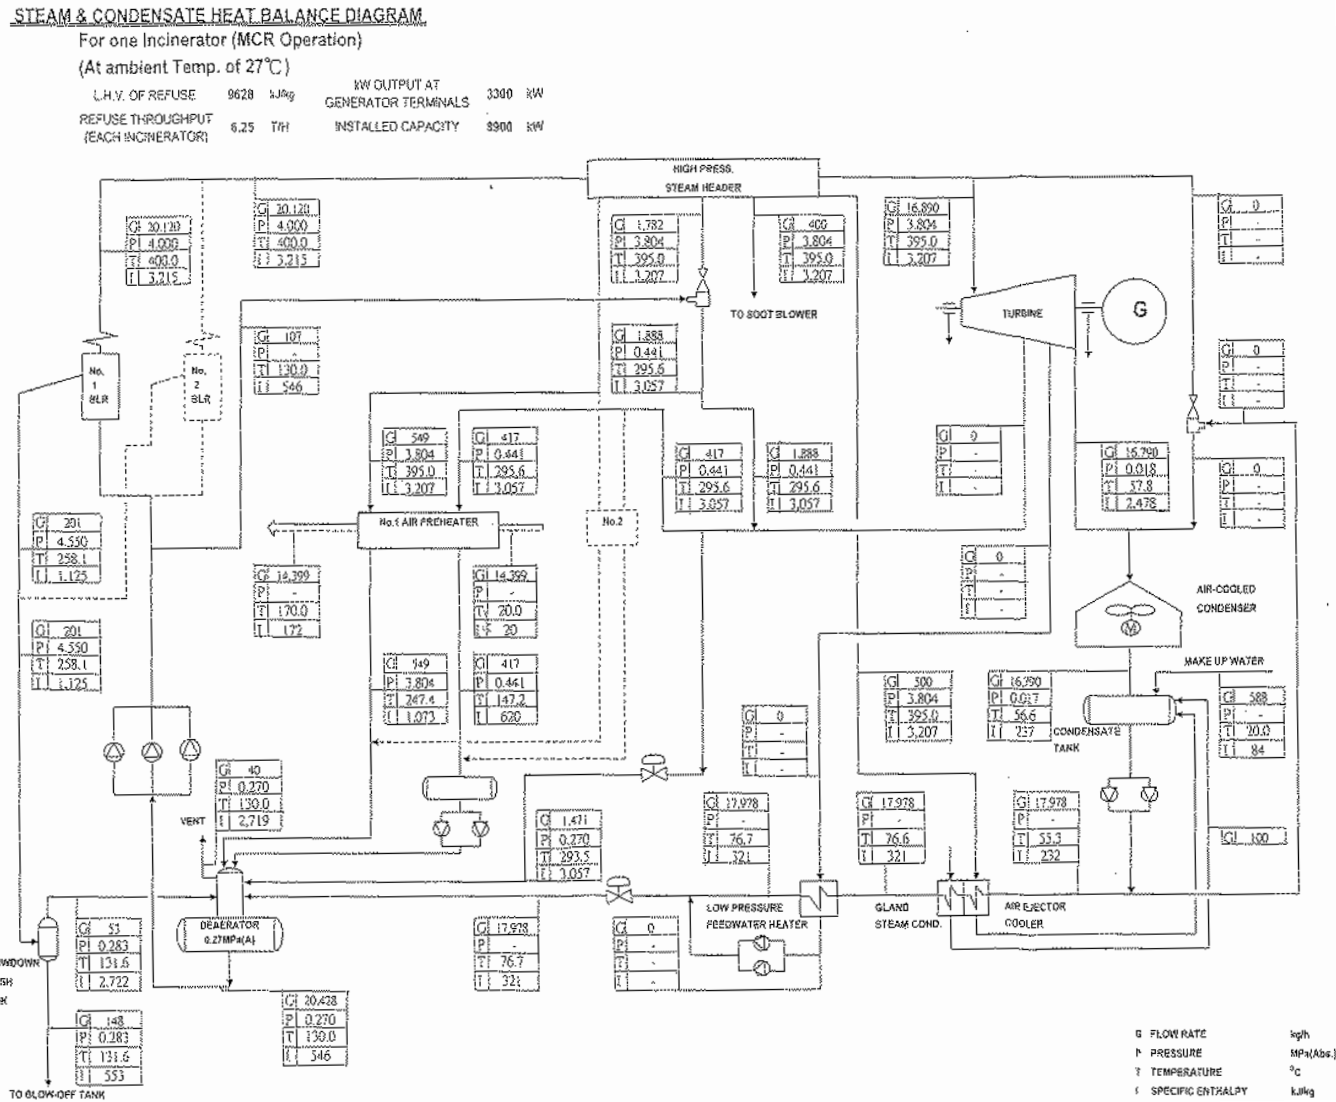 STEAM & CONDENSATE HEAT BALANCE DIAGRAM
For one Incinerator (MCR Operation)
(At ambient Temp. of 27℃)
L.H.V. OF REFUSE 9628 kJ/kg
KW OUTPUT AT
GENERATOR TERMINALS 3300 kW
REFUSE THROUGHPUT
(EACH INCINERATOR) 6.25 T/H
INSTALLED CAPACITY 9900 kW
HIGH PRESS.
STEAM HEADER
G 20.120
P 4.000
T 400.0
I 3,215
G 20.120
P 4.000
T 400.0
I 3,215
G 1,782
P 3.804
T 395.0
I 3,207
G 400
P 3.804
T 395.0
I 3,207
G 16.890
P 3.804
T 395.0
I 3,207
G 0
P -
T -
I -
TO SOOT BLOWER
TURBINE
G
No.
1
BLR
No.
2
BLR
G 107
P -
T 130.0
I 546
G 1.888
P 0.441
T 295.6
I 3,057
G 0
P -
T -
I -
G 549
P 3.804
T 395.0
I 3,207
G 417
P 0.441
T 295.6
I 3,057
G 417
P 0.441
T 295.6
I 3,057
G 1.888
P 0.441
T 295.6
I 3,057
G 0
P -
T -
I -
G 16.790
P 0.018
T 57.8
I 2,478
G 0
P -
T -
I -
G 201
P 4.550
T 258.1
I 1,125
No.1 AIR PREHEATER
No.2
G 14,399
P -
T 170.0
I 172
G 14,399
P -
T 20.0
I 20
G 0
P -
T -
I -
AIR-COOLED
CONDENSER
M
G 201
P 4.550
T 258.1
I 1,125
G 549
P 3.804
T 247.4
I 1,073
G 417
P 0.441
T 147.2
I 620
MAKE UP WATER
G 500
P 3.804
T 395.0
I 3,207
G 16,790
P 0.017
T 56.6
I 237
G 588
P -
T 20.0
I 84
CONDENSATE
TANK
G 0
P -
T -
I -
G 40
P 0.270
T 130.0
I 2,719
VENT
G 1,471
P 0.270
T 293.5
I 3,057
G 17,978
P -
T 76.7
I 321
G 17,978
P -
T 76.6
I 321
G 17,978
P -
T 55.3
I 232
G 100
DEAERATOR
0.27MPa(A)
LOW PRESSURE
FEEDWATER HEATER
GLAND
STEAM COND.
AIR EJECTOR
COOLER
G 53
P 0.283
T 131.6
I 2,722
G 17,978
P -
T 76.7
I 321
G 0
P -
T -
I -
G 20,428
P 0.270
T 130.0
I 546
G 148
P 0.283
T 131.6
I 553
TO BLOW-OFF TANK
G FLOW RATE kg/h
P PRESSURE MPa(Abs.)
T TEMPERATURE °C
I SPECIFIC ENTHALPY kJ/kg